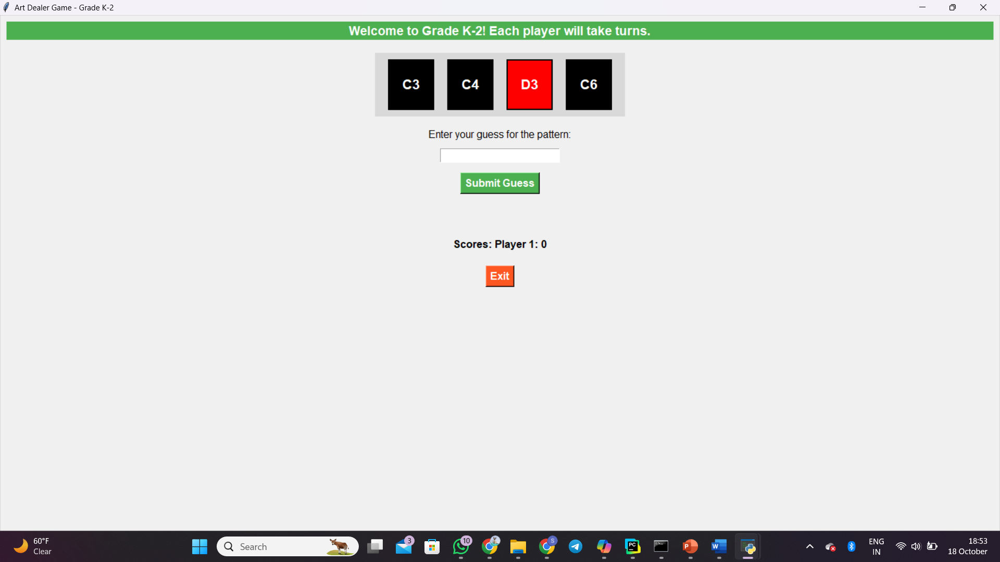 Art Dealer Game - Grade K-2
Welcome to Grade K-2! Each player will take turns.
C3 C4 D3 C6
Enter your guess for the pattern:
Submit Guess
Scores: Player 1: 0
Exit
60°F
Clear
Search
3
10
S
PC
P
W
ENG
IN
18:53
18 October